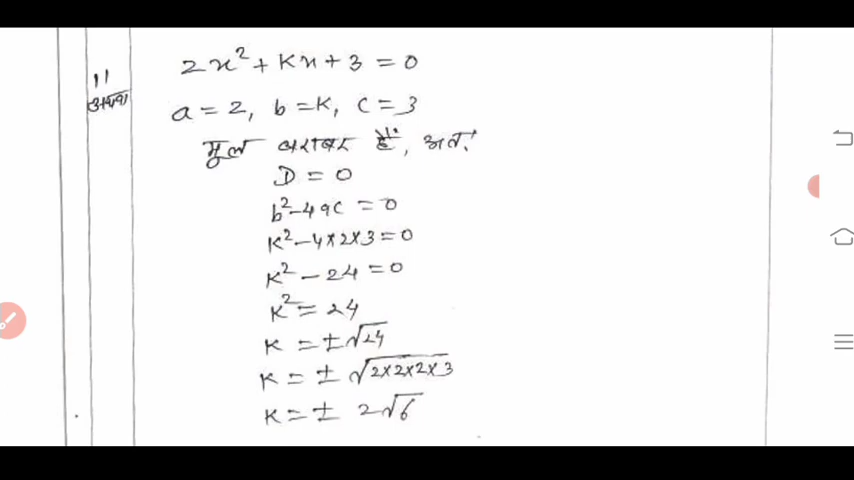 2x² + Kx + 3 = 0
11
अथवा
a = 2, b = K, c = 3
मूल बराबर हैं, अतः
D = 0
b² - 4ac = 0
K² - 4×2×3 = 0
K² - 24 = 0
K² = 24
K = ±√24
K = ± √2×2×2×3
K = ± 2√6